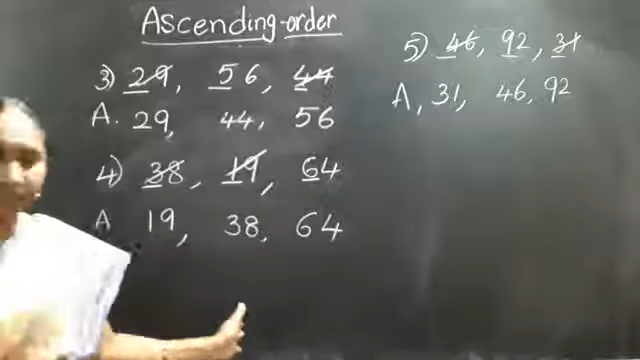 Ascending-order
3) 29, 56, 44
A. 29, 44, 56
4) 38, 19, 64
A 19, 38, 64
5) 46, 92, 31
A, 31, 46, 92